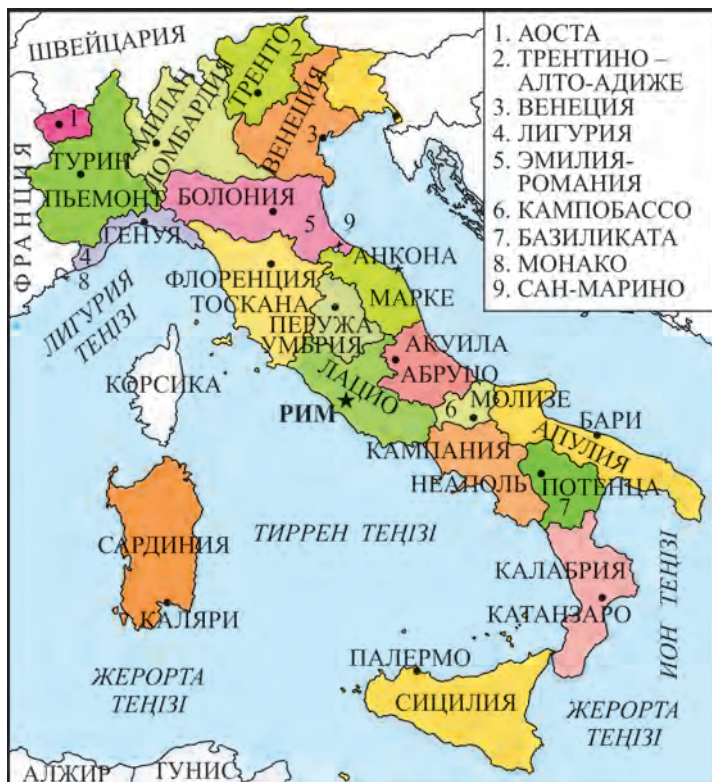 ШВЕЙЦАРИЯ
ФРАНЦИЯ
1
ТУРИН
ПЬЕМОНТ
МИЛАН
ЛОМБАРДИЯ
ТРЕНТО
2
ВЕНЕЦИЯ
3
БОЛОНИЯ
5
9
ГЕНУЯ
4
8
ЛИГУРИЯ
ТЕҢІЗІ
ФЛОРЕНЦИЯ
ТОСКАНА
АНКОНА
МАРКЕ
ПЕРУЖА
УМБРИЯ
АКУИЛА
АБРУЦО
ЛАЦИО
РИМ
КОРСИКА
6
МОЛИЗЕ
БАРИ
АПУЛИЯ
КАМПАНИЯ
НЕАПОЛЬ
ПОТЕНЦА
7
САРДИНИЯ
КАЛЯРИ
ТИРРЕН ТЕҢІЗІ
КАЛАБРИЯ
КАТАНЗАРО
ИОН ТЕҢІЗІ
ПАЛЕРМО
СИЦИЛИЯ
ЖЕРОРТА
ТЕҢІЗІ
ЖЕРОРТА
ТЕҢІЗІ
АЛЖИР
ТУНИС
1. АОСТА
2. ТРЕНТИНО –
АЛТО-АДИЖЕ
3. ВЕНЕЦИЯ
4. ЛИГУРИЯ
5. ЭМИЛИЯ-
РОМАНИЯ
6. КАМПОБАССО
7. БАЗИЛИКАТА
8. МОНАКО
9. САН-МАРИНО